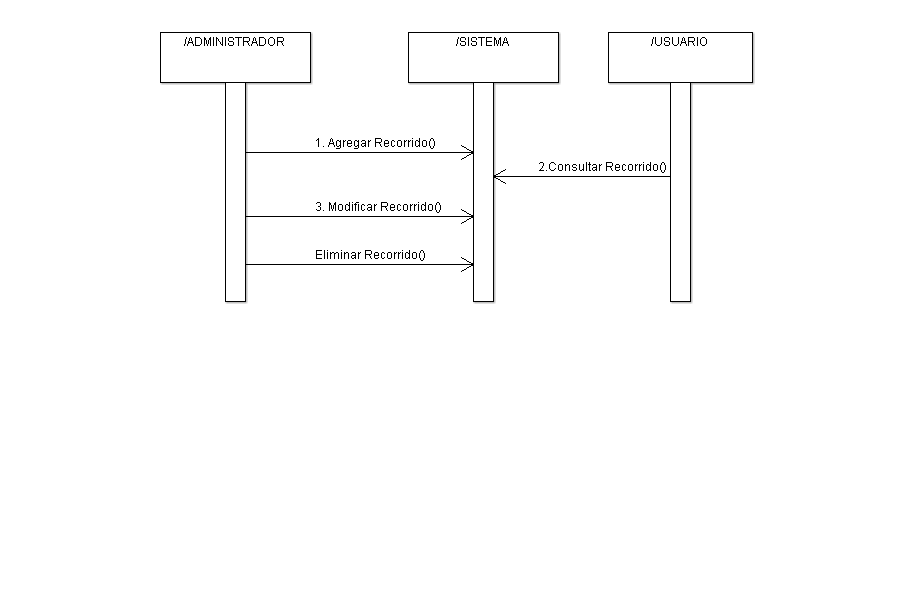 /ADMINISTRADOR
/SISTEMA
/USUARIO
1. Agregar Recorrido()
2.Consultar Recorrido()
3. Modificar Recorrido()
Eliminar Recorrido()